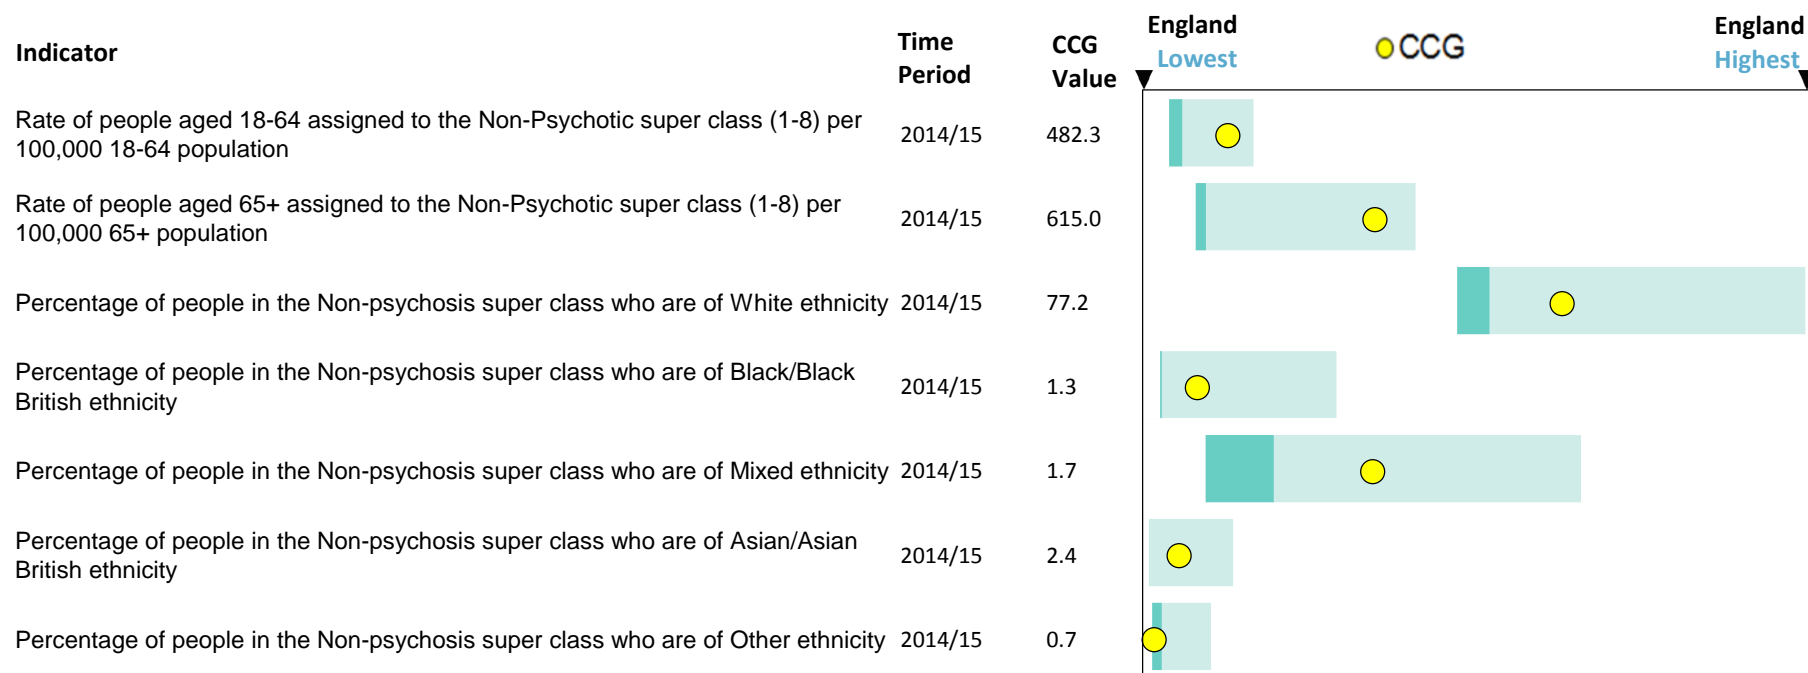 Indicator
Time Period
CCG Value
England Lowest
CCG
England Highest
Rate of people aged 18-64 assigned to the Non-Psychotic super class (1-8) per
100,000 18-64 population
2014/15
482.3
Rate of people aged 65+ assigned to the Non-Psychotic super class (1-8) per
100,000 65+ population
2014/15
615.0
Percentage of people in the Non-psychosis super class who are of White ethnicity
2014/15
77.2
Percentage of people in the Non-psychosis super class who are of Black/Black
British ethnicity
2014/15
1.3
Percentage of people in the Non-psychosis super class who are of Mixed ethnicity
2014/15
1.7
Percentage of people in the Non-psychosis super class who are of Asian/Asian
British ethnicity
2014/15
2.4
Percentage of people in the Non-psychosis super class who are of Other ethnicity
2014/15
0.7